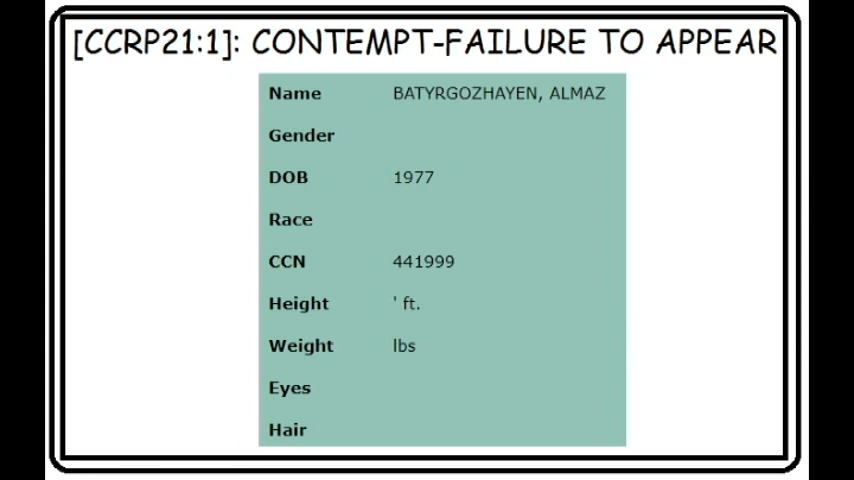 [CCRP21:1]: CONTEMPT-FAILURE TO APPEAR
Name BATYRGOZHAYEN, ALMAZ
Gender
DOB 1977
Race
CCN 441999
Height ' ft.
Weight lbs
Eyes
Hair